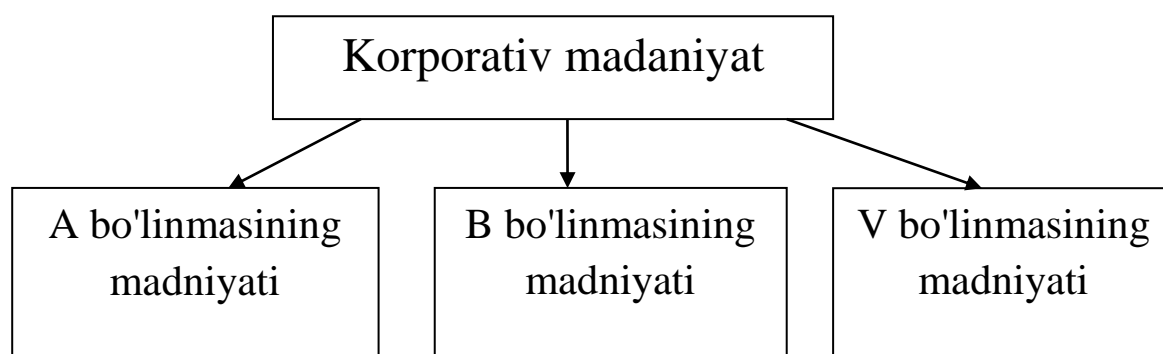 Korporativ madaniyat
A bo'linmasining
madniyati
B bo'linmasining
madniyati
V bo'linmasining
madniyati